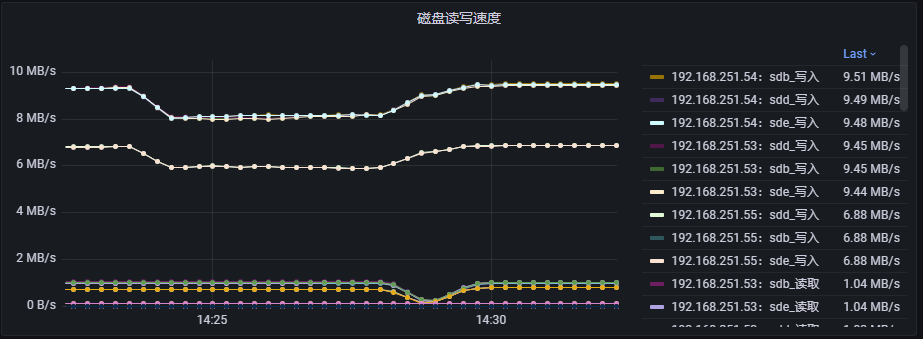 磁盘读写速度
Last
10 MB/s
8 MB/s
6 MB/s
4 MB/s
2 MB/s
0 B/s
14:25
14:30
192.168.251.54：sdb_写入 9.51 MB/s
192.168.251.54：sdd_写入 9.49 MB/s
192.168.251.54：sde_写入 9.48 MB/s
192.168.251.53：sdd_写入 9.45 MB/s
192.168.251.53：sdb_写入 9.45 MB/s
192.168.251.53：sde_写入 9.44 MB/s
192.168.251.55：sdd_写入 6.88 MB/s
192.168.251.55：sdb_写入 6.88 MB/s
192.168.251.55：sde_写入 6.88 MB/s
192.168.251.53：sdb_读取 1.04 MB/s
192.168.251.53：sde_读取 1.04 MB/s